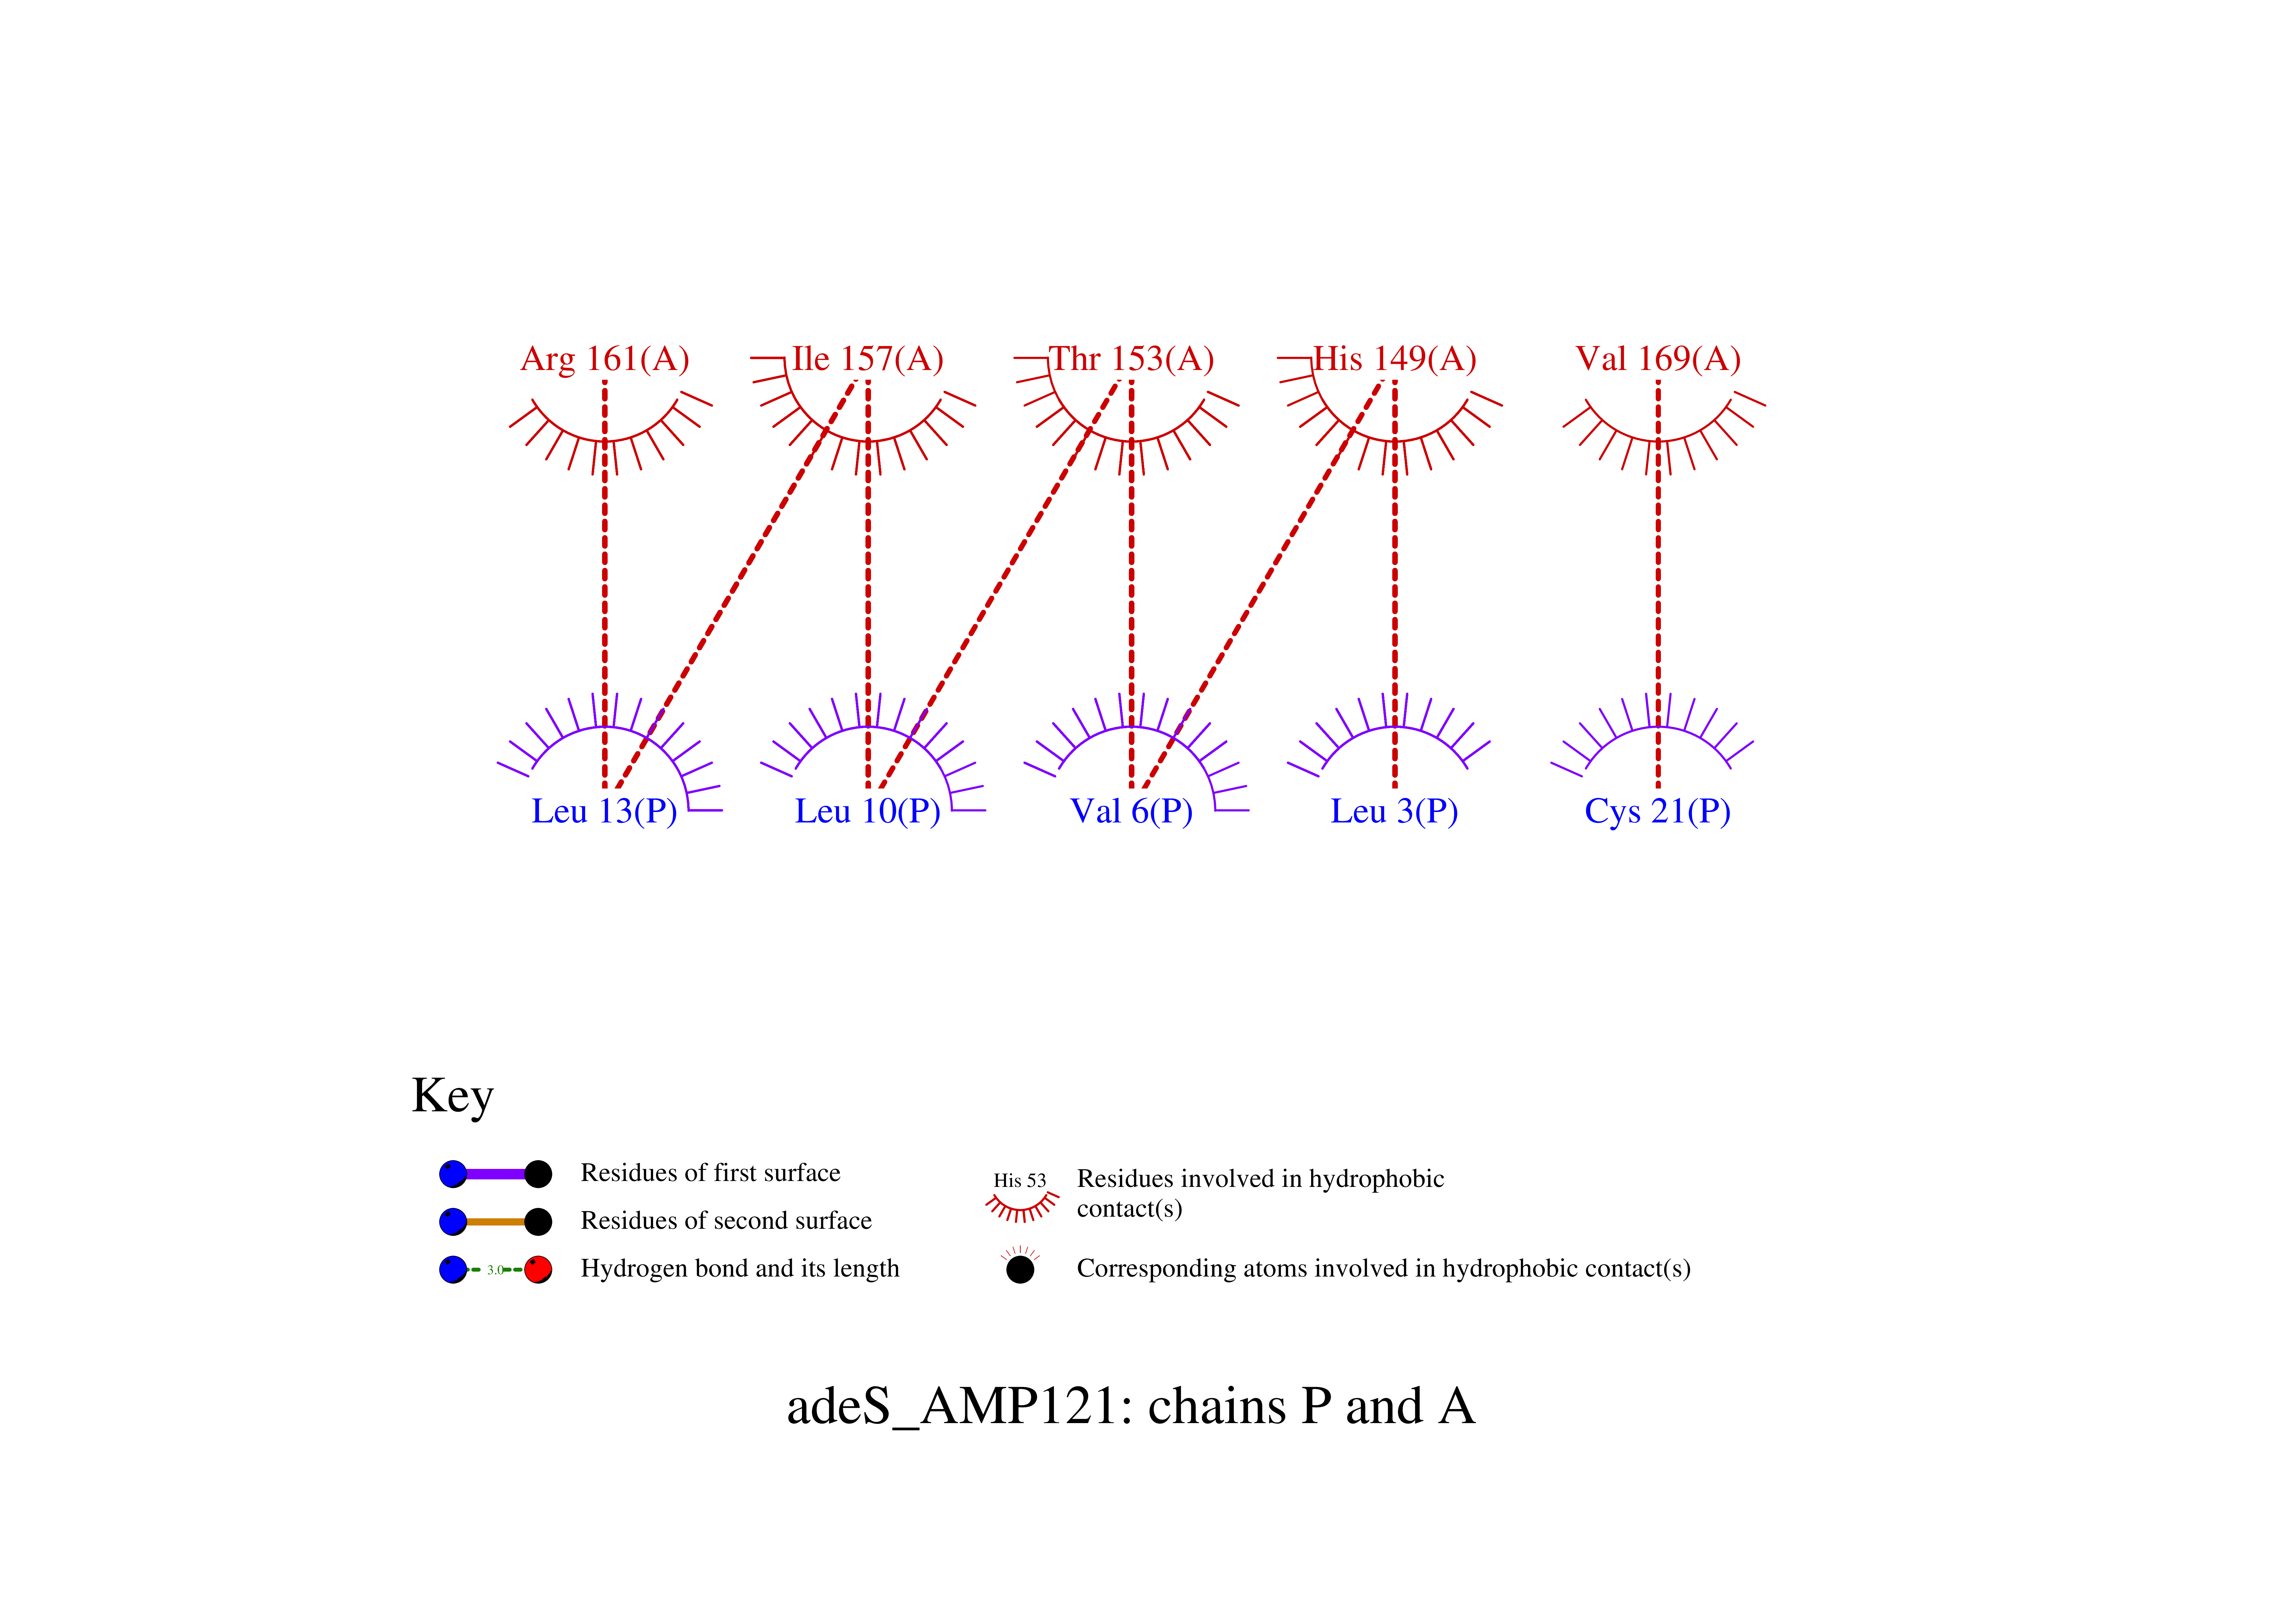 Arg 161(A) Ile 157(A) Thr 153(A) His 149(A) Val 169(A)
Leu 13(P) Leu 10(P) Val 6(P) Leu 3(P) Cys 21(P)
Key
Residues of first surface
Residues of second surface
3.0 Hydrogen bond and its length
His 53 Residues involved in hydrophobic
contact(s)
Corresponding atoms involved in hydrophobic contact(s)
adeS_AMP121: chains P and A